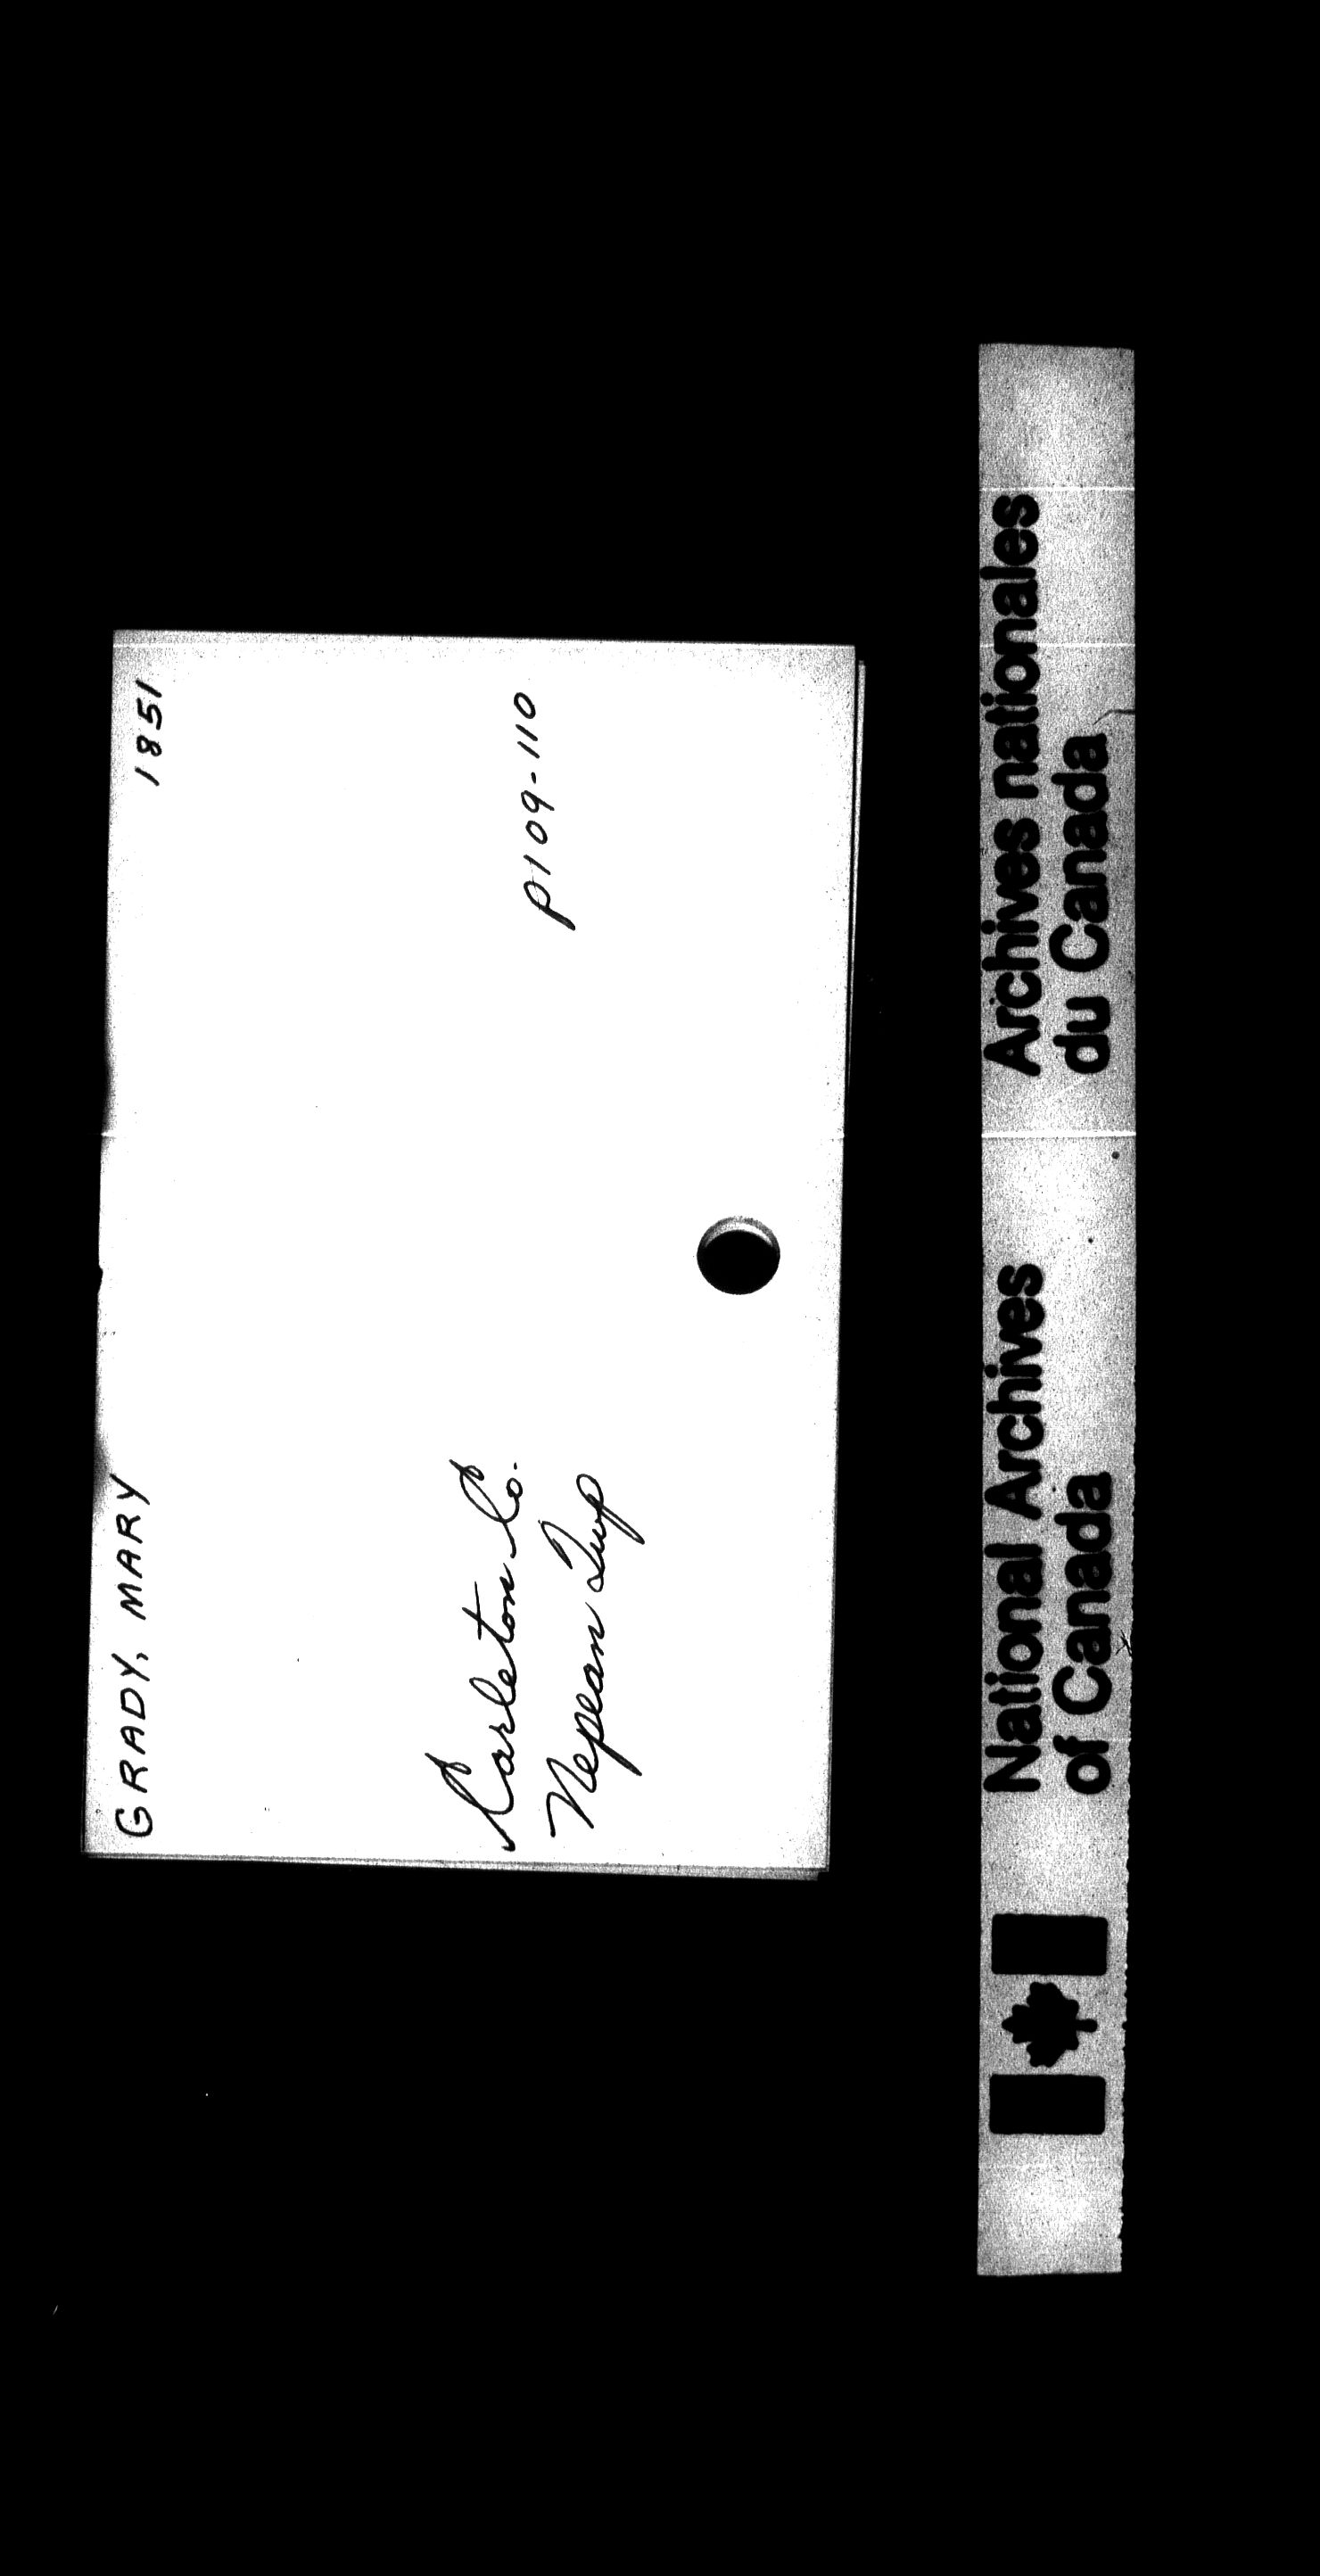 GRADY, MARY 1851
Carleton Co. p109-110
Nepean Twp
National Archives
of Canada
Archives nationales
du Canada